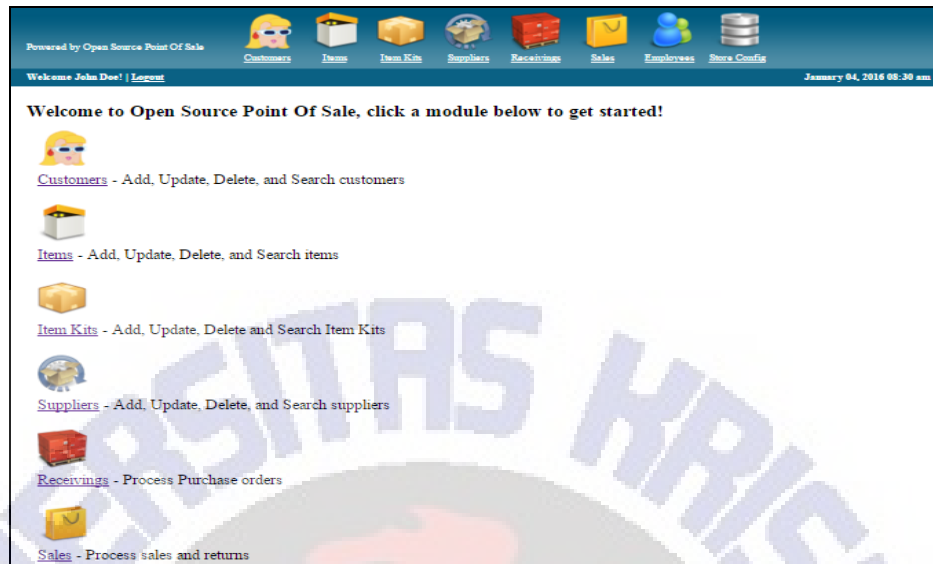 Powered by Open Source Point Of Sale
Customers Items Item Kits Suppliers Receivings Sales Employees Store Config
Welcome John Doe! | Logout January 04, 2016 08:30 am
Welcome to Open Source Point Of Sale, click a module below to get started!
Customers - Add, Update, Delete, and Search customers
Items - Add, Update, Delete, and Search items
Item Kits - Add, Update, Delete and Search Item Kits
Suppliers - Add, Update, Delete, and Search suppliers
Receivings - Process Purchase orders
Sales - Process sales and returns
ERSITAS KRIS